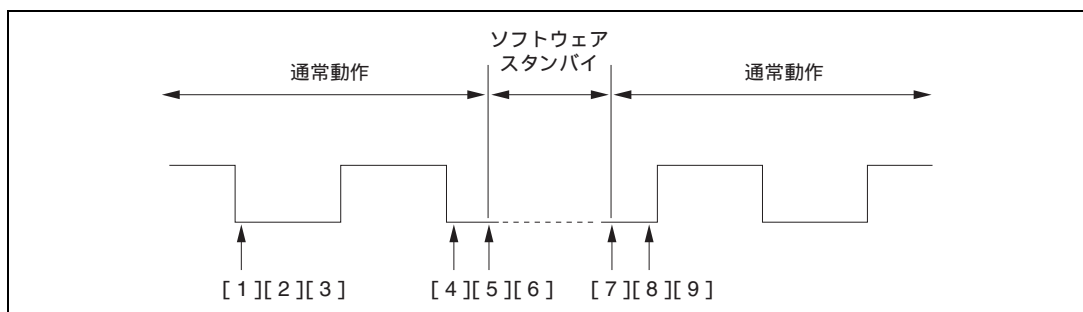 ソフトウェア
スタンバイ
通常動作
通常動作
[ 1 ][ 2 ][ 3 ]
[ 4 ][ 5 ][ 6 ]
[ 7 ][ 8 ][ 9 ]